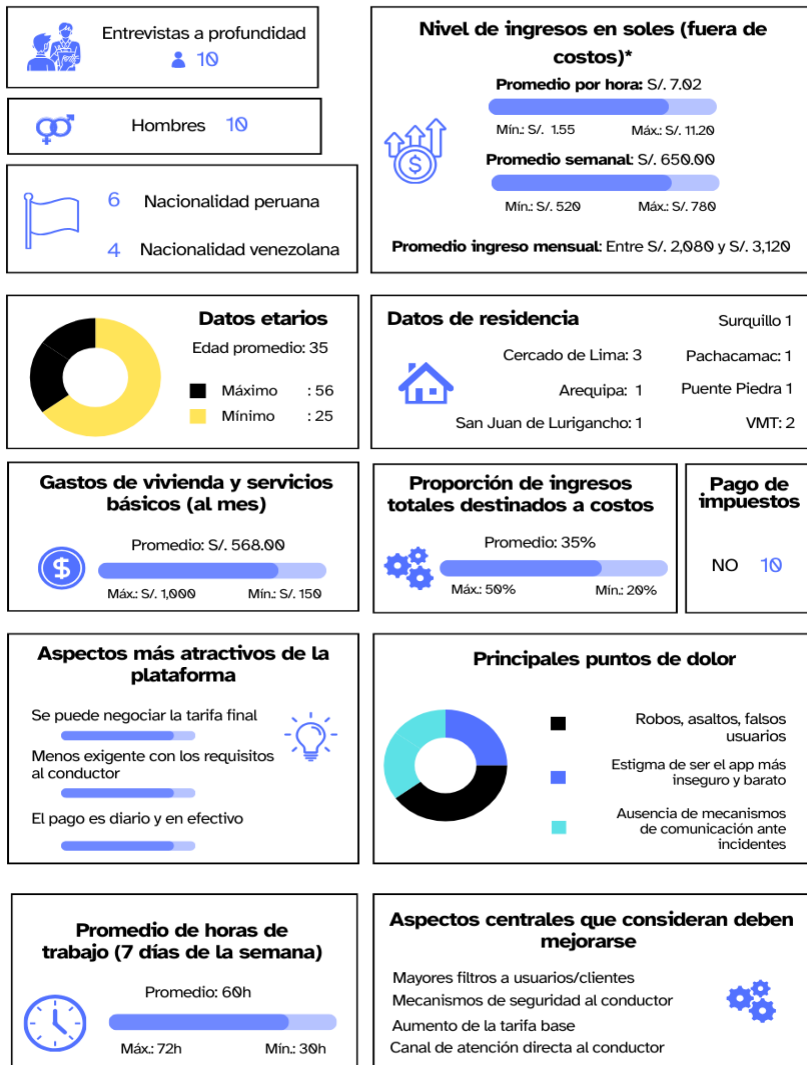 Entrevistas a profundidad
10
Hombres 10
6 Nacionalidad peruana
4 Nacionalidad venezolana
Nivel de ingresos en soles (fuera de
costos)*
Promedio por hora: S/. 7.02
Mín.: S/. 1.55 Máx.: S/. 11.20
Promedio semanal: S/. 650.00
Mín.: S/. 520 Máx.: S/. 780
Promedio ingreso mensual: Entre S/. 2,080 y S/. 3,120
Datos etarios
Edad promedio: 35
Máximo : 56
Mínimo : 25
Datos de residencia
Cercado de Lima: 3
Arequipa: 1
San Juan de Lurigancho: 1
Surquillo 1
Pachacamac: 1
Puente Piedra 1
VMT: 2
Gastos de vivienda y servicios
básicos (al mes)
Promedio: S/. 568.00
Máx.: S/. 1,000 Mín.: S/. 150
Proporción de ingresos
totales destinados a costos
Promedio: 35%
Máx.: 50% Mín.: 20%
Pago de
impuestos
NO 10
Aspectos más atractivos de la
plataforma
Se puede negociar la tarifa final
Menos exigente con los requisitos
al conductor
El pago es diario y en efectivo
Principales puntos de dolor
Robos, asaltos, falsos
usuarios
Estigma de ser el app más
inseguro y barato
Ausencia de mecanismos
de comunicación ante
incidentes
Promedio de horas de
trabajo (7 días de la semana)
Promedio: 60h
Máx.: 72h Mín.: 30h
Aspectos centrales que consideran deben
mejorarse
Mayores filtros a usuarios/clientes
Mecanismos de seguridad al conductor
Aumento de la tarifa base
Canal de atención directa al conductor